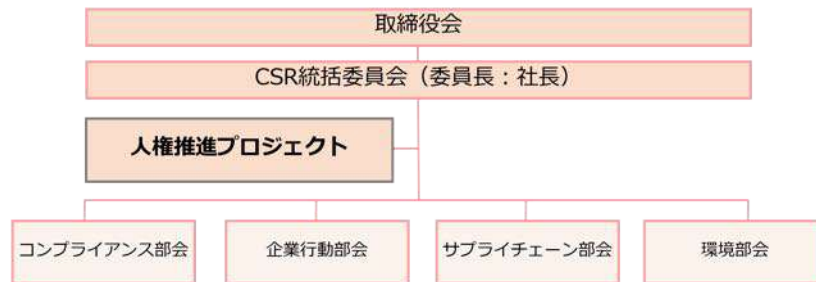 取締役会
CSR統括委員会（委員長：社長）
人権推進プロジェクト
コンプライアンス部会
企業行動部会
サプライチェーン部会
環境部会